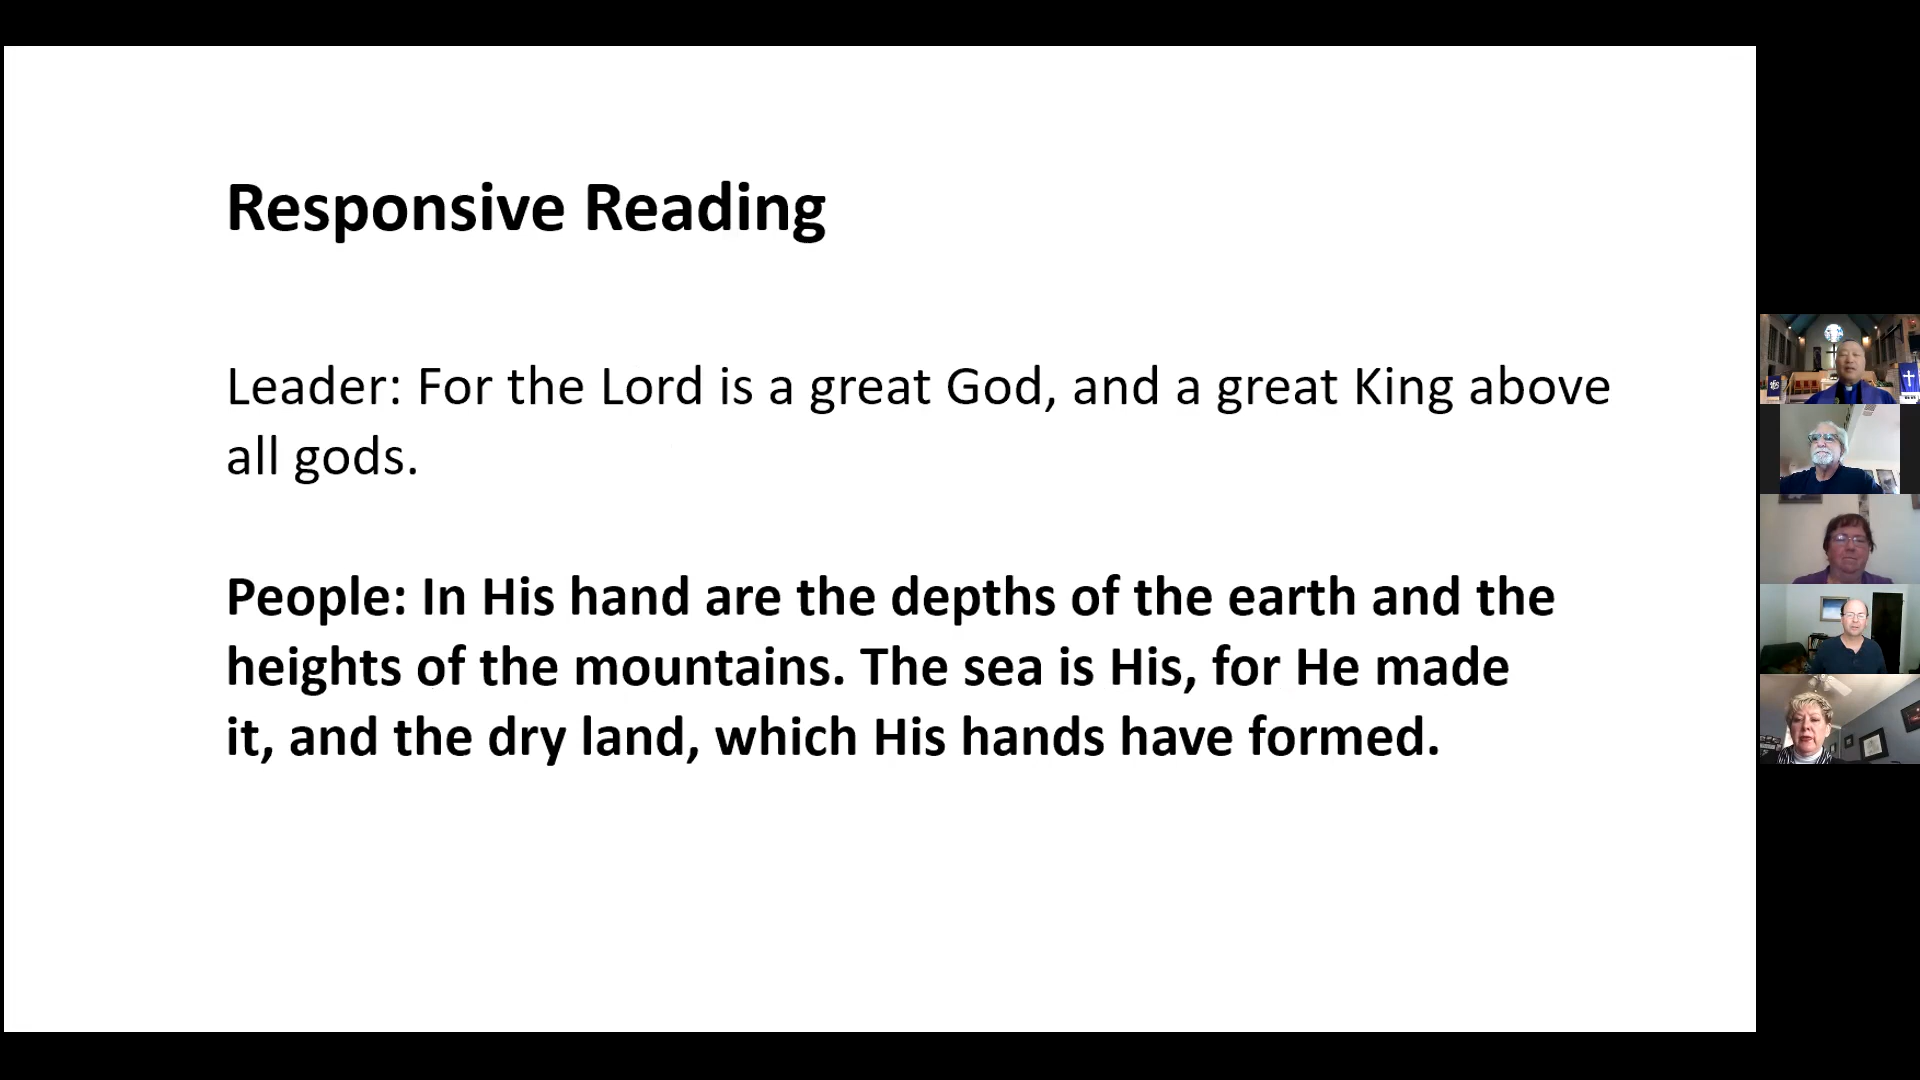 Responsive Reading
Leader: For the Lord is a great God, and a great King above
all gods.
People: In His hand are the depths of the earth and the
heights of the mountains. The sea is His, for He made
it, and the dry land, which His hands have formed.